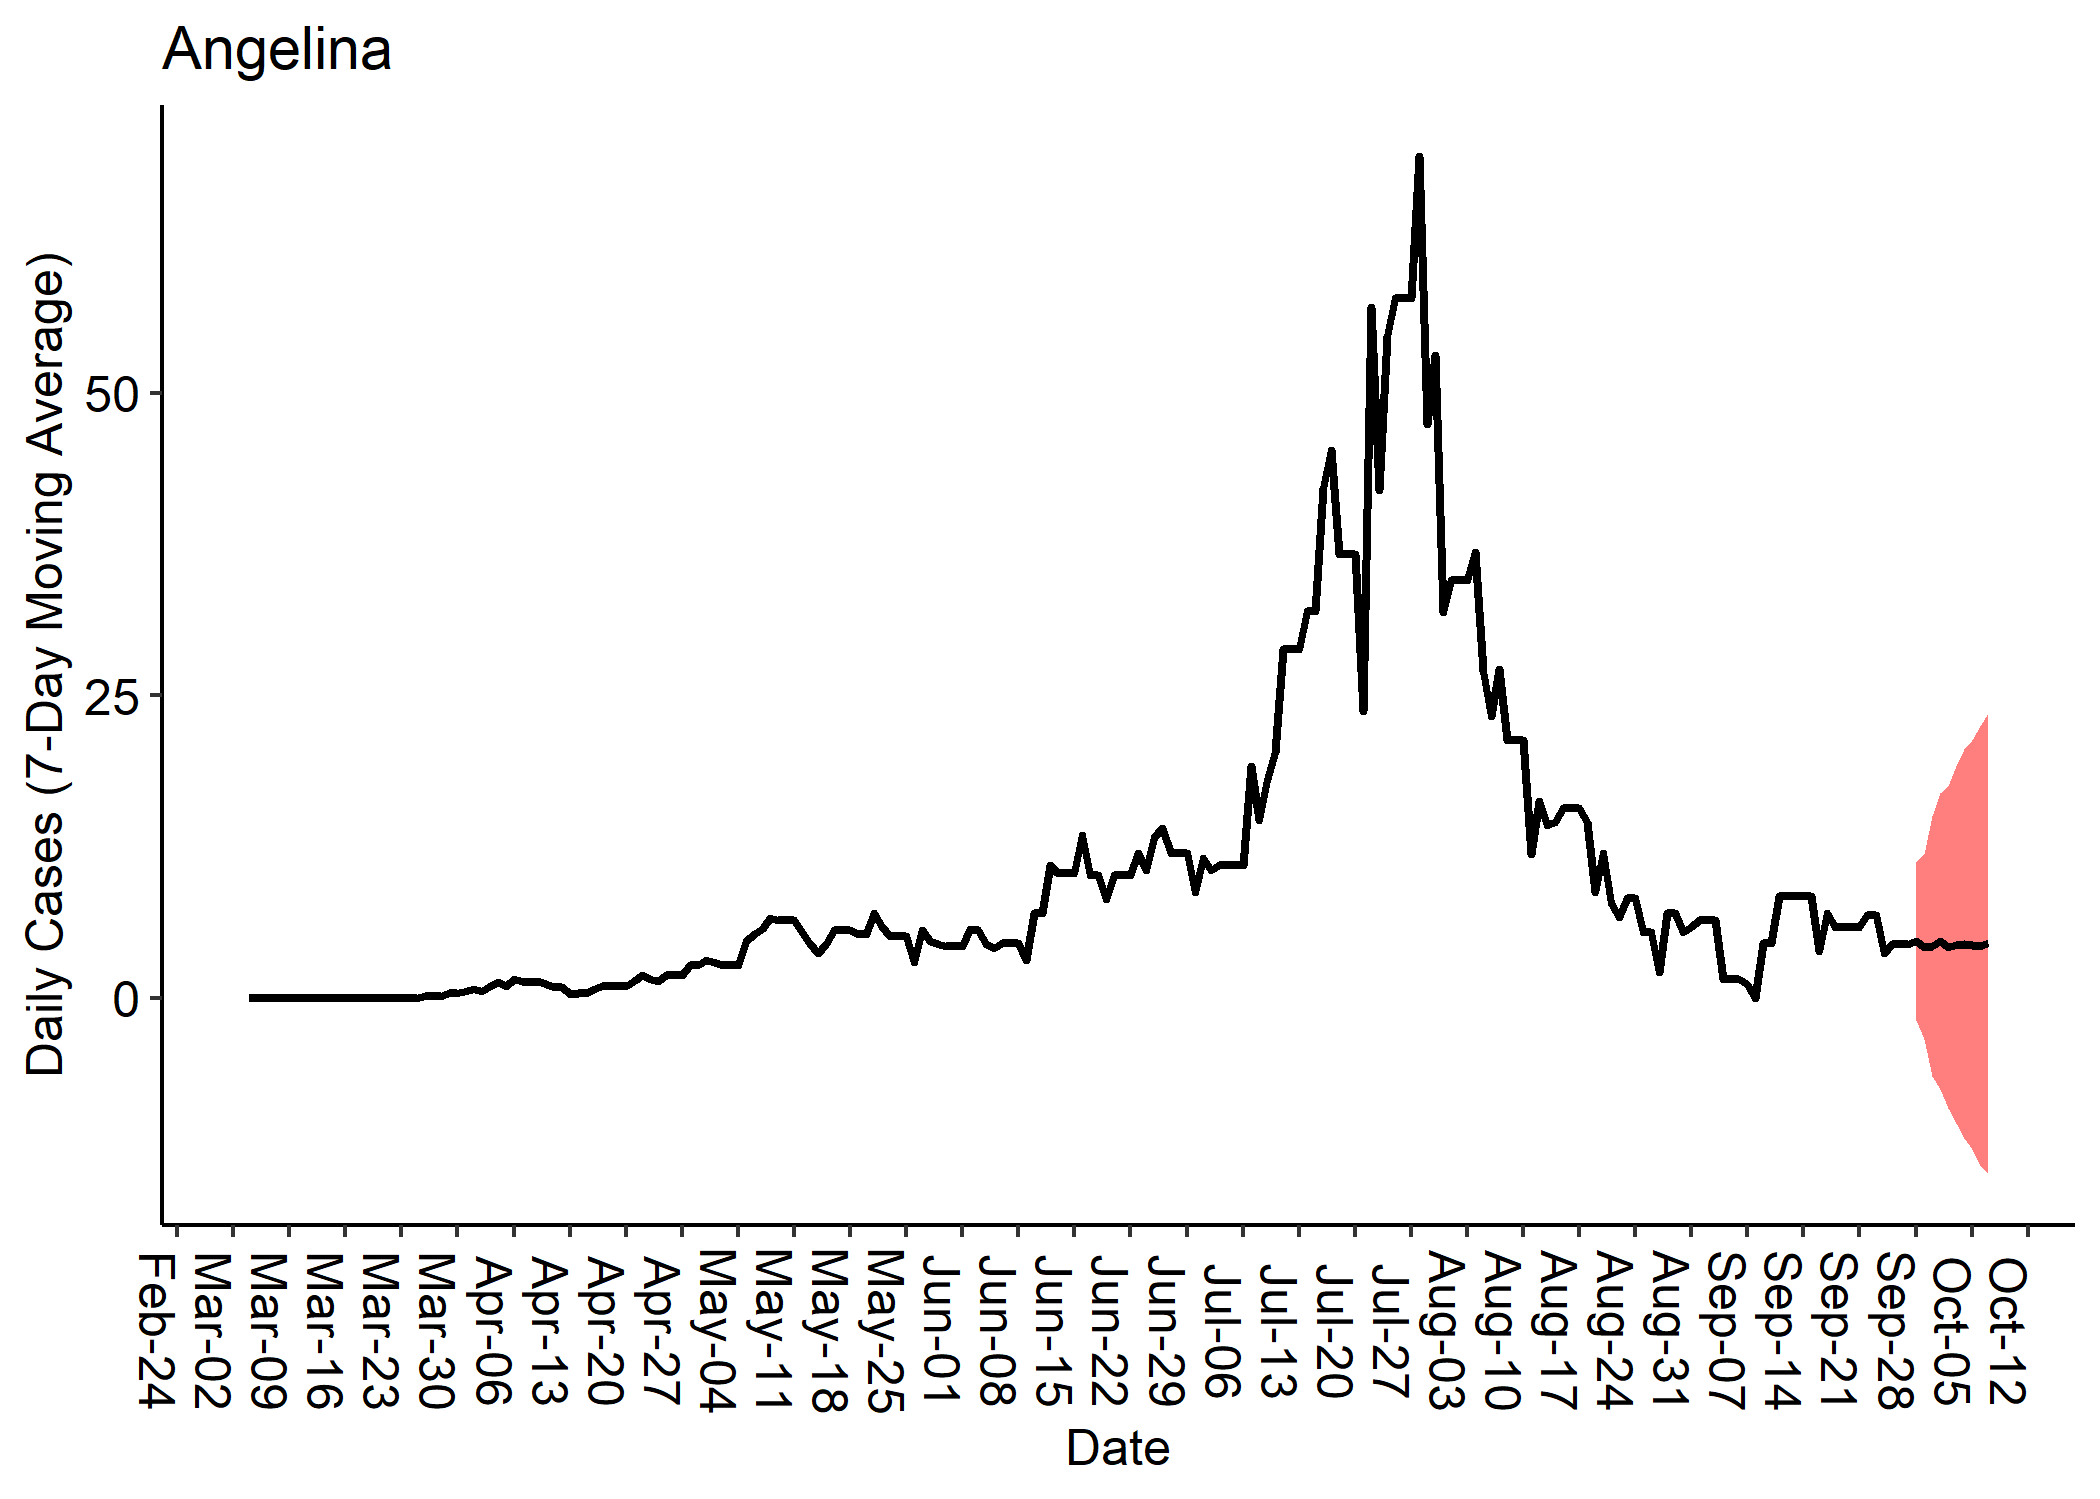 Angelina
Daily Cases (7-Day Moving Average)
50
25
0
Feb-24
Mar-02
Mar-09
Mar-16
Mar-23
Mar-30
Apr-06
Apr-13
Apr-20
Apr-27
May-04
May-11
May-18
May-25
Jun-01
Jun-08
Jun-15
Jun-22
Jun-29
Jul-06
Jul-13
Jul-20
Jul-27
Aug-03
Aug-10
Aug-17
Aug-24
Aug-31
Sep-07
Sep-14
Sep-21
Sep-28
Oct-05
Oct-12
Date